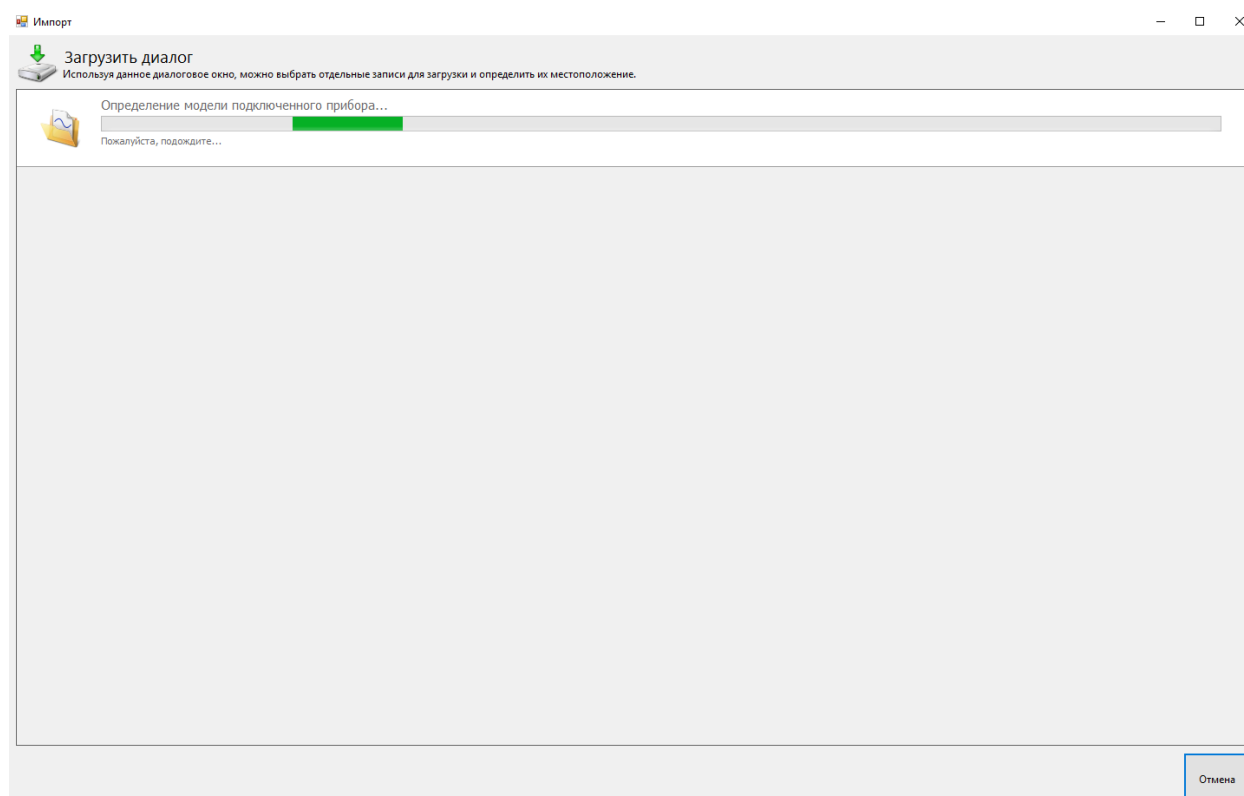 Импорт
Загрузить диалог
Используя данное диалоговое окно, можно выбрать отдельные записи для загрузки и определить их местоположение.
Определение модели подключенного прибора...
Пожалуйста, подождите...
Отмена